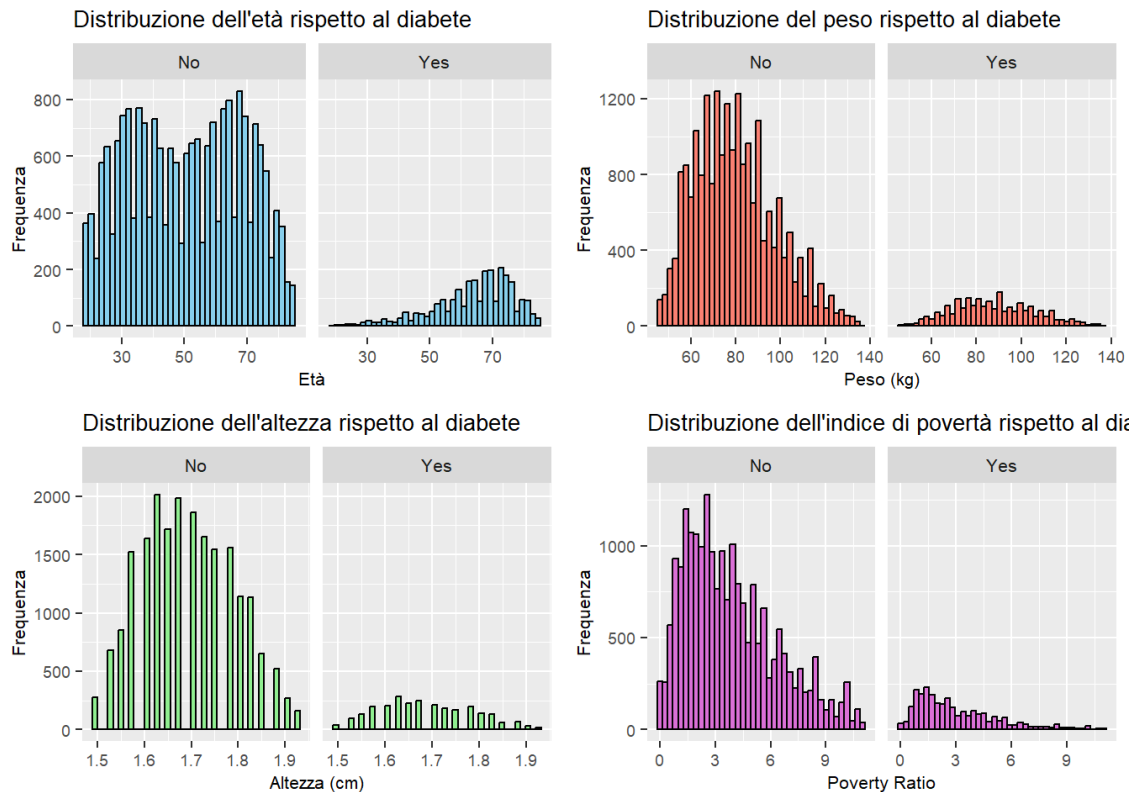 Distribuzione dell'età rispetto al diabete
No
Yes
Frequenza
800
600
400
200
0
30
50
70
30
50
70
Età
Distribuzione del peso rispetto al diabete
No
Yes
Frequenza
1200
800
400
0
60
80
100
120
140
60
80
100
120
140
Peso (kg)
Distribuzione dell'altezza rispetto al diabete
No
Yes
Frequenza
2000
1500
1000
500
0
1.5
1.6
1.7
1.8
1.9
1.5
1.6
1.7
1.8
1.9
Altezza (cm)
Distribuzione dell'indice di povertà rispetto al dia
No
Yes
Frequenza
1000
500
0
0
3
6
9
0
3
6
9
Poverty Ratio